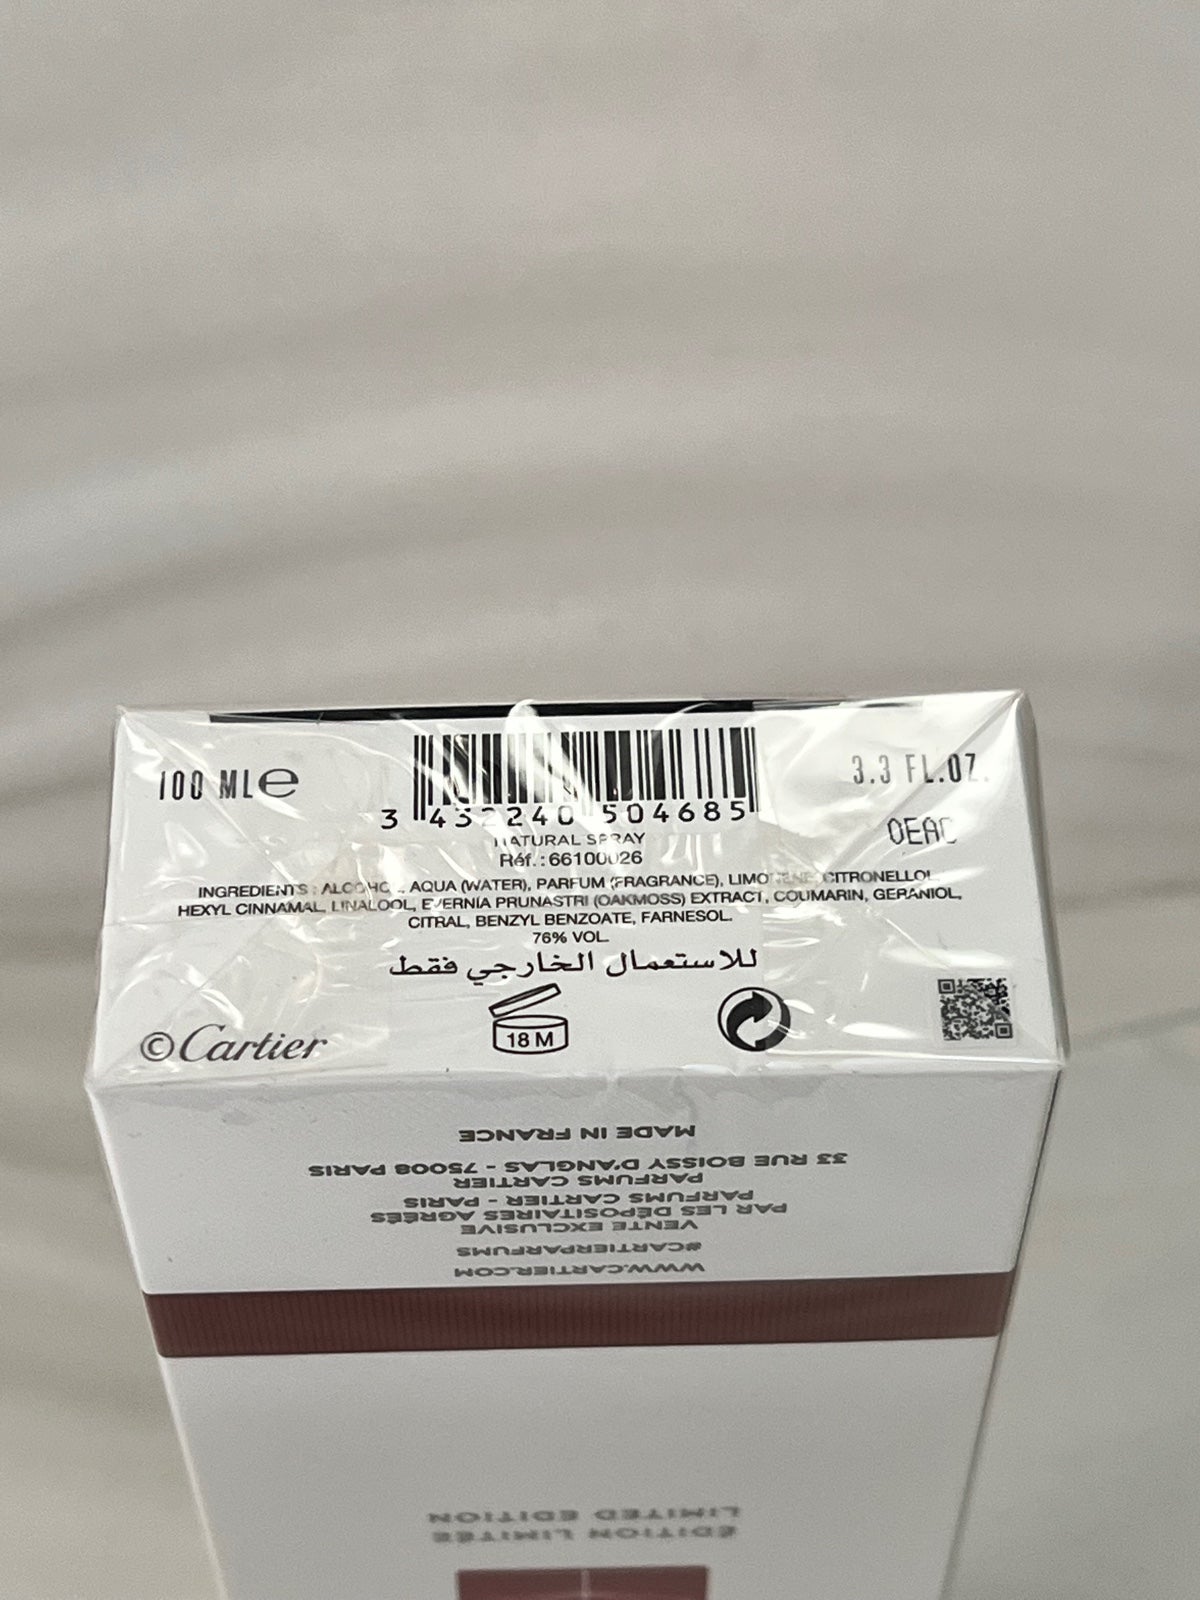 100 ML e
3 432240 504685
3.3 FL.OZ.
OEAC
NATURAL SPRAY
Réf. : 66100026
INGREDIENTS : ALCOHOL, AQUA (WATER), PARFUM (FRAGRANCE), LIMONENE, CITRONELLOL,
HEXYL CINNAMAL, LINALOOL, EVERNIA PRUNASTRI (OAKMOSS) EXTRACT, COUMARIN, GERANIOL,
CITRAL, BENZYL BENZOATE, FARNESOL.
76% VOL.
للاستعمال الخارجي فقط
18 M
©Cartier
MADE IN FRANCE
33 RUE BOISSY D'ANGLAS - 75008 PARIS
PARFUMS CARTIER
PARFUMS CARTIER - PARIS
PAR LES DÉPOSITAIRES AGRÉÉS
VENTE EXCLUSIVE
#CARTIERPARFUMS
WWW.CARTIER.COM
LIMITED EDITION
ÉDITION LIMITÉE